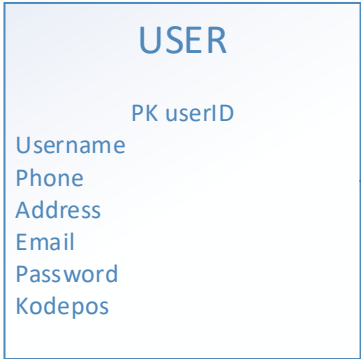 USER
PK userID
Username
Phone
Address
Email
Password
Kodepos